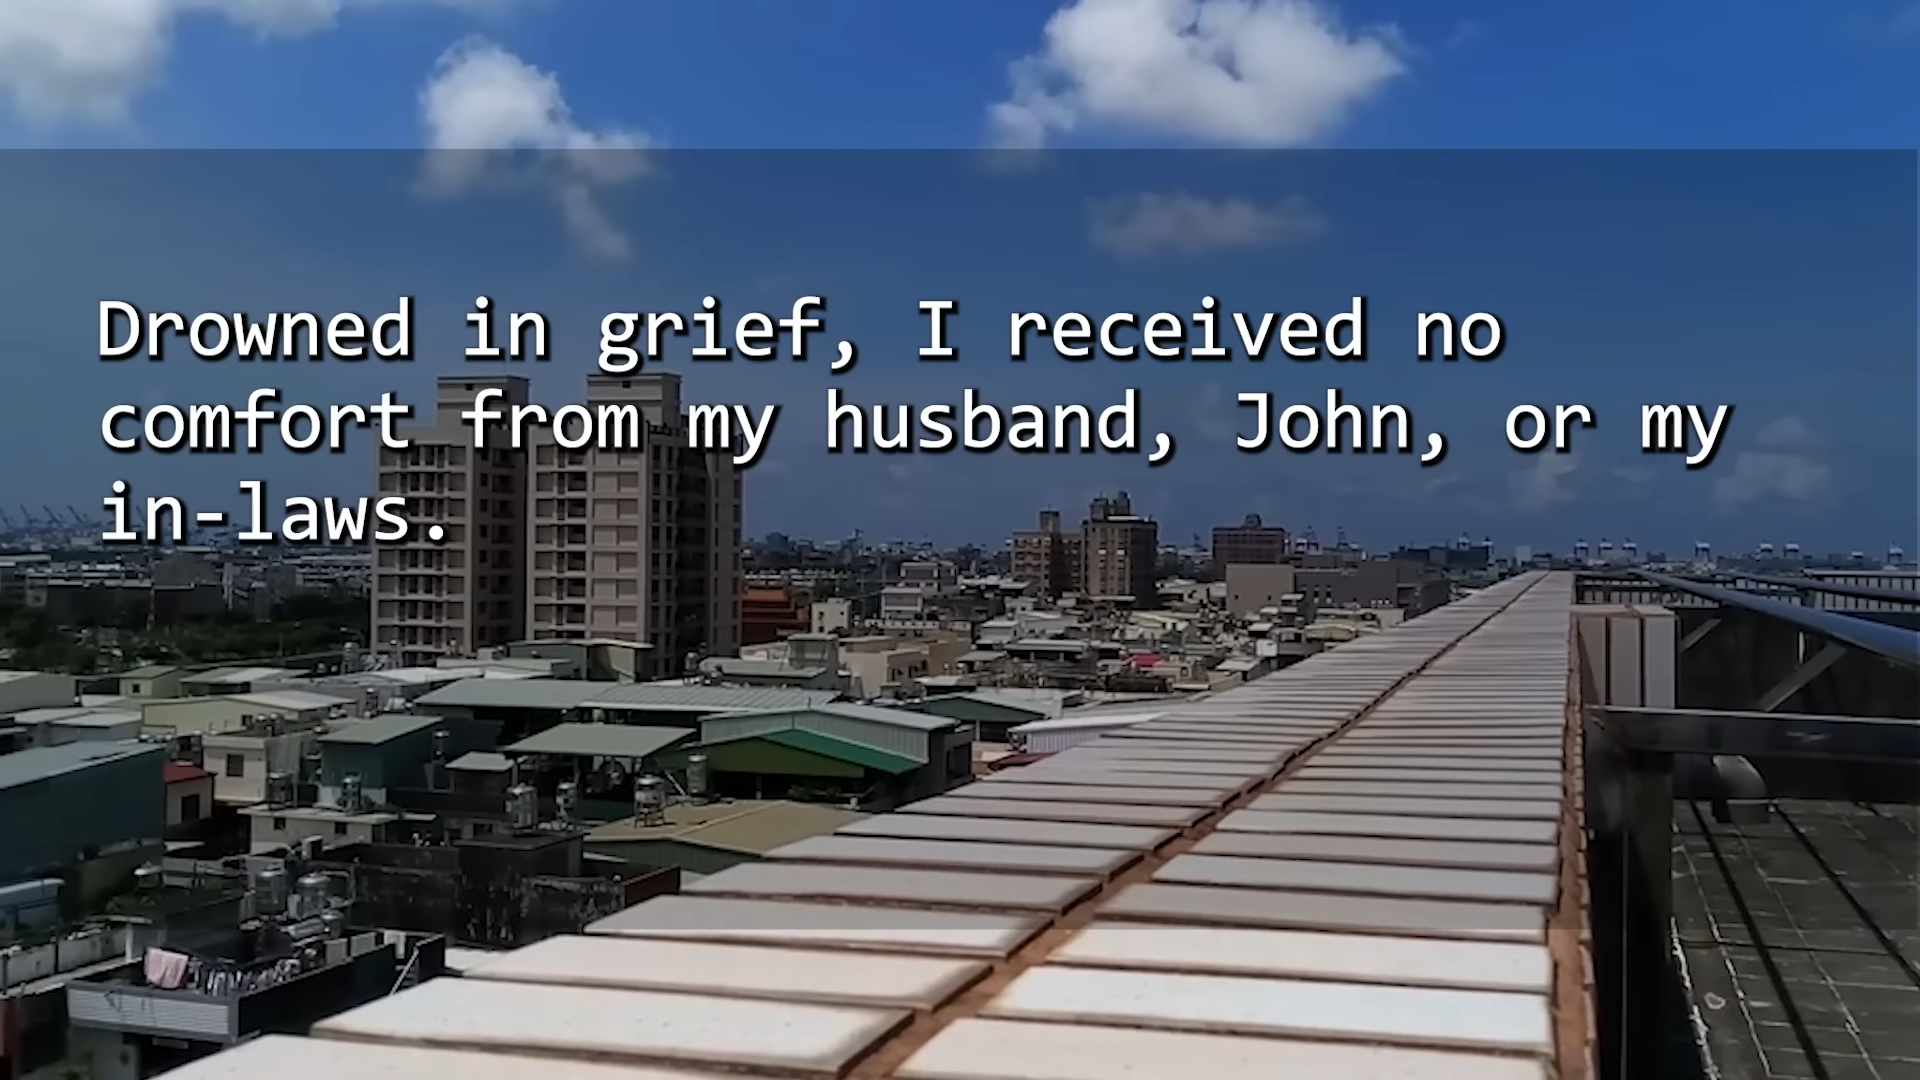 Drowned in grief, I received no
comfort from my husband, John, or my
in-laws.